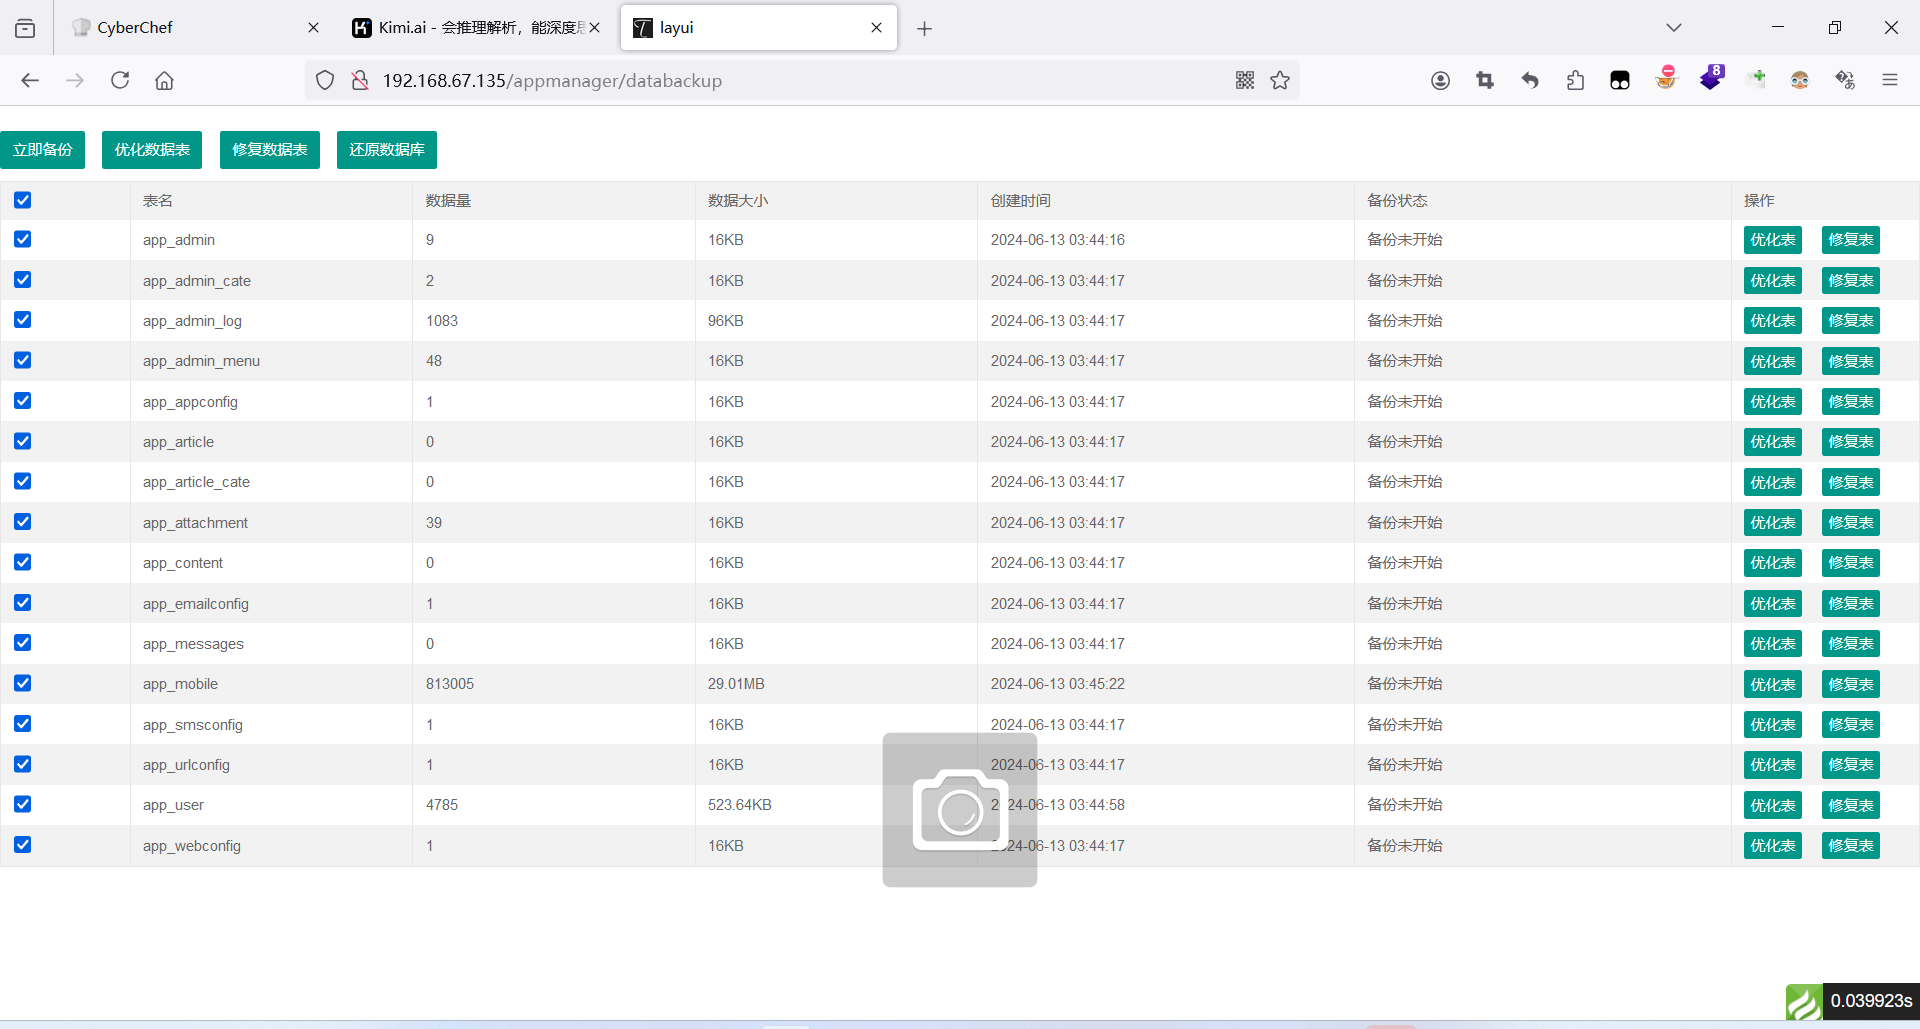 CyberChef
Kimi.ai - 会推理解析，能深度思
layui
192.168.67.135/appmanager/databackup
8
立即备份 优化数据表 修复数据表 还原数据库
表名 数据量 数据大小 创建时间 备份状态 操作
app_admin 9 16KB 2024-06-13 03:44:16 备份未开始 优化表 修复表
app_admin_cate 2 16KB 2024-06-13 03:44:17 备份未开始 优化表 修复表
app_admin_log 1083 96KB 2024-06-13 03:44:17 备份未开始 优化表 修复表
app_admin_menu 48 16KB 2024-06-13 03:44:17 备份未开始 优化表 修复表
app_appconfig 1 16KB 2024-06-13 03:44:17 备份未开始 优化表 修复表
app_article 0 16KB 2024-06-13 03:44:17 备份未开始 优化表 修复表
app_article_cate 0 16KB 2024-06-13 03:44:17 备份未开始 优化表 修复表
app_attachment 39 16KB 2024-06-13 03:44:17 备份未开始 优化表 修复表
app_content 0 16KB 2024-06-13 03:44:17 备份未开始 优化表 修复表
app_emailconfig 1 16KB 2024-06-13 03:44:17 备份未开始 优化表 修复表
app_messages 0 16KB 2024-06-13 03:44:17 备份未开始 优化表 修复表
app_mobile 813005 29.01MB 2024-06-13 03:45:22 备份未开始 优化表 修复表
app_smsconfig 1 16KB 2024-06-13 03:44:17 备份未开始 优化表 修复表
app_urlconfig 1 16KB 2024-06-13 03:44:17 备份未开始 优化表 修复表
app_user 4785 523.64KB 2024-06-13 03:44:58 备份未开始 优化表 修复表
app_webconfig 1 16KB 2024-06-13 03:44:17 备份未开始 优化表 修复表
0.039923s